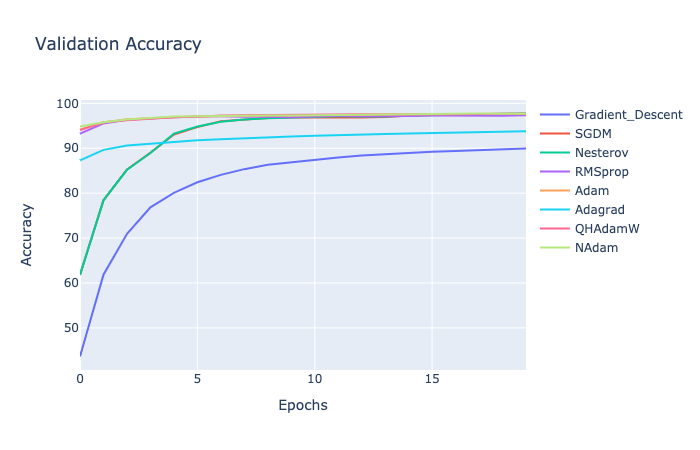 Validation Accuracy
100
90
80
70
60
50
Accuracy
0
5
10
15
Epochs
Gradient_Descent
SGDM
Nesterov
RMSprop
Adam
Adagrad
QHAdamW
NAdam